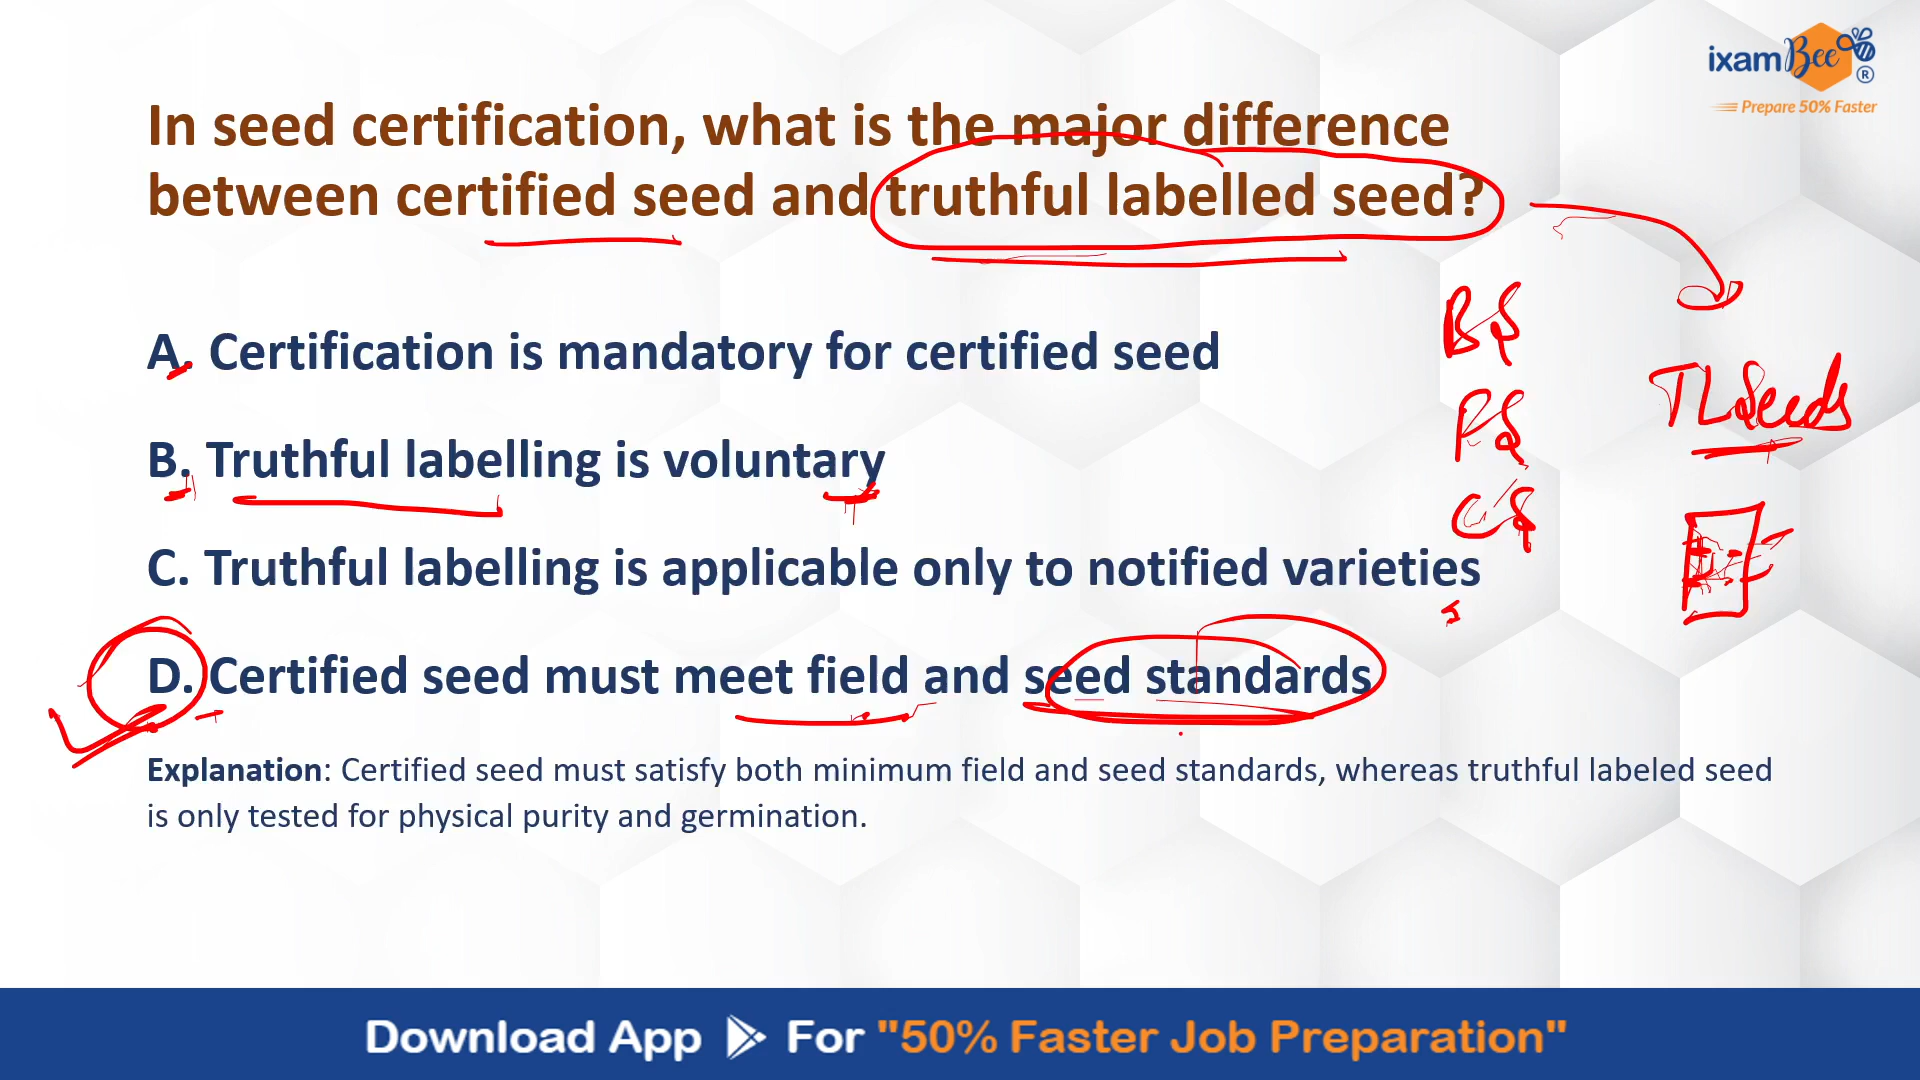 ixamBee®
Prepare 50% Faster
In seed certification, what is the major difference
between certified seed and truthful labelled seed?
A. Certification is mandatory for certified seed
B. Truthful labelling is voluntary
C. Truthful labelling is applicable only to notified varieties
D. Certified seed must meet field and seed standards
BS
FS
CS
TL Seeds
Explanation: Certified seed must satisfy both minimum field and seed standards, whereas truthful labeled seed
is only tested for physical purity and germination.
Download App For "50% Faster Job Preparation"